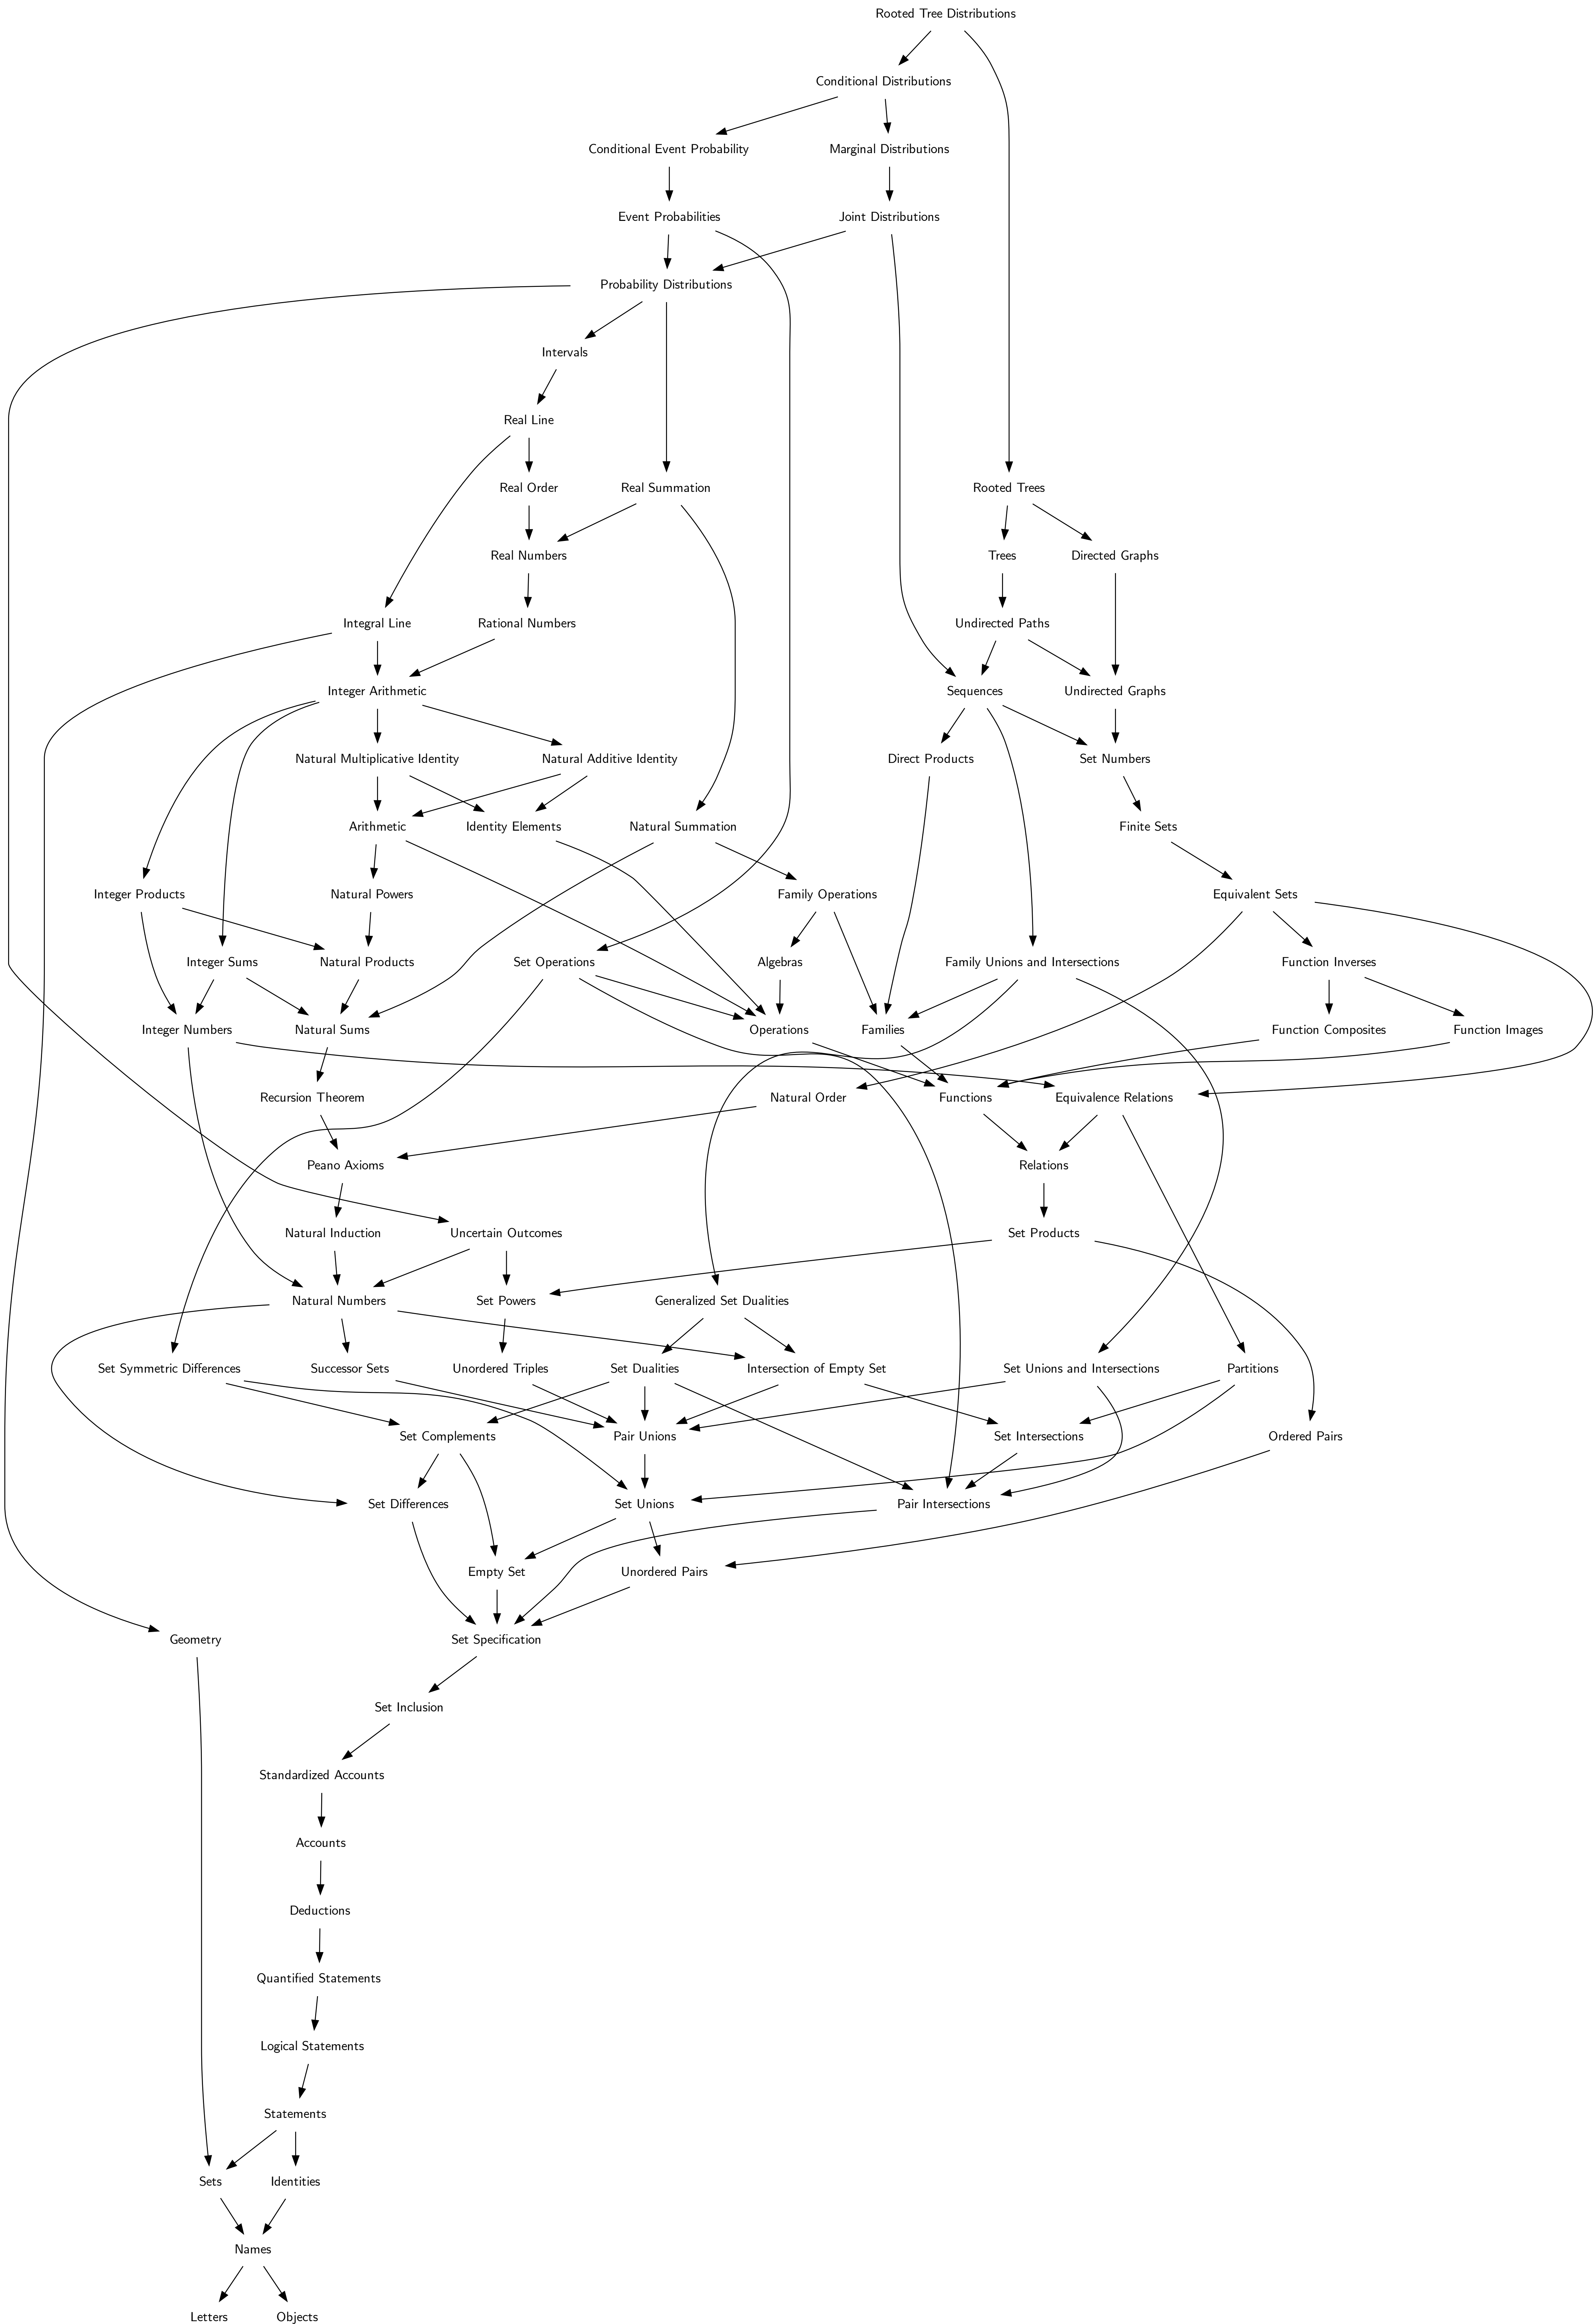 Rooted Tree Distributions
Conditional Distributions
Conditional Event Probability
Marginal Distributions
Event Probabilities
Joint Distributions
Probability Distributions
Intervals
Real Line
Real Order
Real Summation
Rooted Trees
Real Numbers
Trees
Directed Graphs
Integral Line
Rational Numbers
Undirected Paths
Integer Arithmetic
Sequences
Undirected Graphs
Natural Multiplicative Identity
Natural Additive Identity
Direct Products
Set Numbers
Arithmetic
Identity Elements
Natural Summation
Finite Sets
Integer Products
Natural Powers
Family Operations
Equivalent Sets
Integer Sums
Natural Products
Set Operations
Algebras
Family Unions and Intersections
Function Inverses
Integer Numbers
Natural Sums
Operations
Families
Function Composites
Function Images
Recursion Theorem
Natural Order
Functions
Equivalence Relations
Peano Axioms
Relations
Natural Induction
Uncertain Outcomes
Set Products
Natural Numbers
Set Powers
Generalized Set Dualities
Set Symmetric Differences
Successor Sets
Unordered Triples
Set Dualities
Intersection of Empty Set
Set Unions and Intersections
Partitions
Set Complements
Pair Unions
Set Intersections
Ordered Pairs
Set Differences
Set Unions
Pair Intersections
Empty Set
Unordered Pairs
Geometry
Set Specification
Set Inclusion
Standardized Accounts
Accounts
Deductions
Quantified Statements
Logical Statements
Statements
Sets
Identities
Names
Letters
Objects